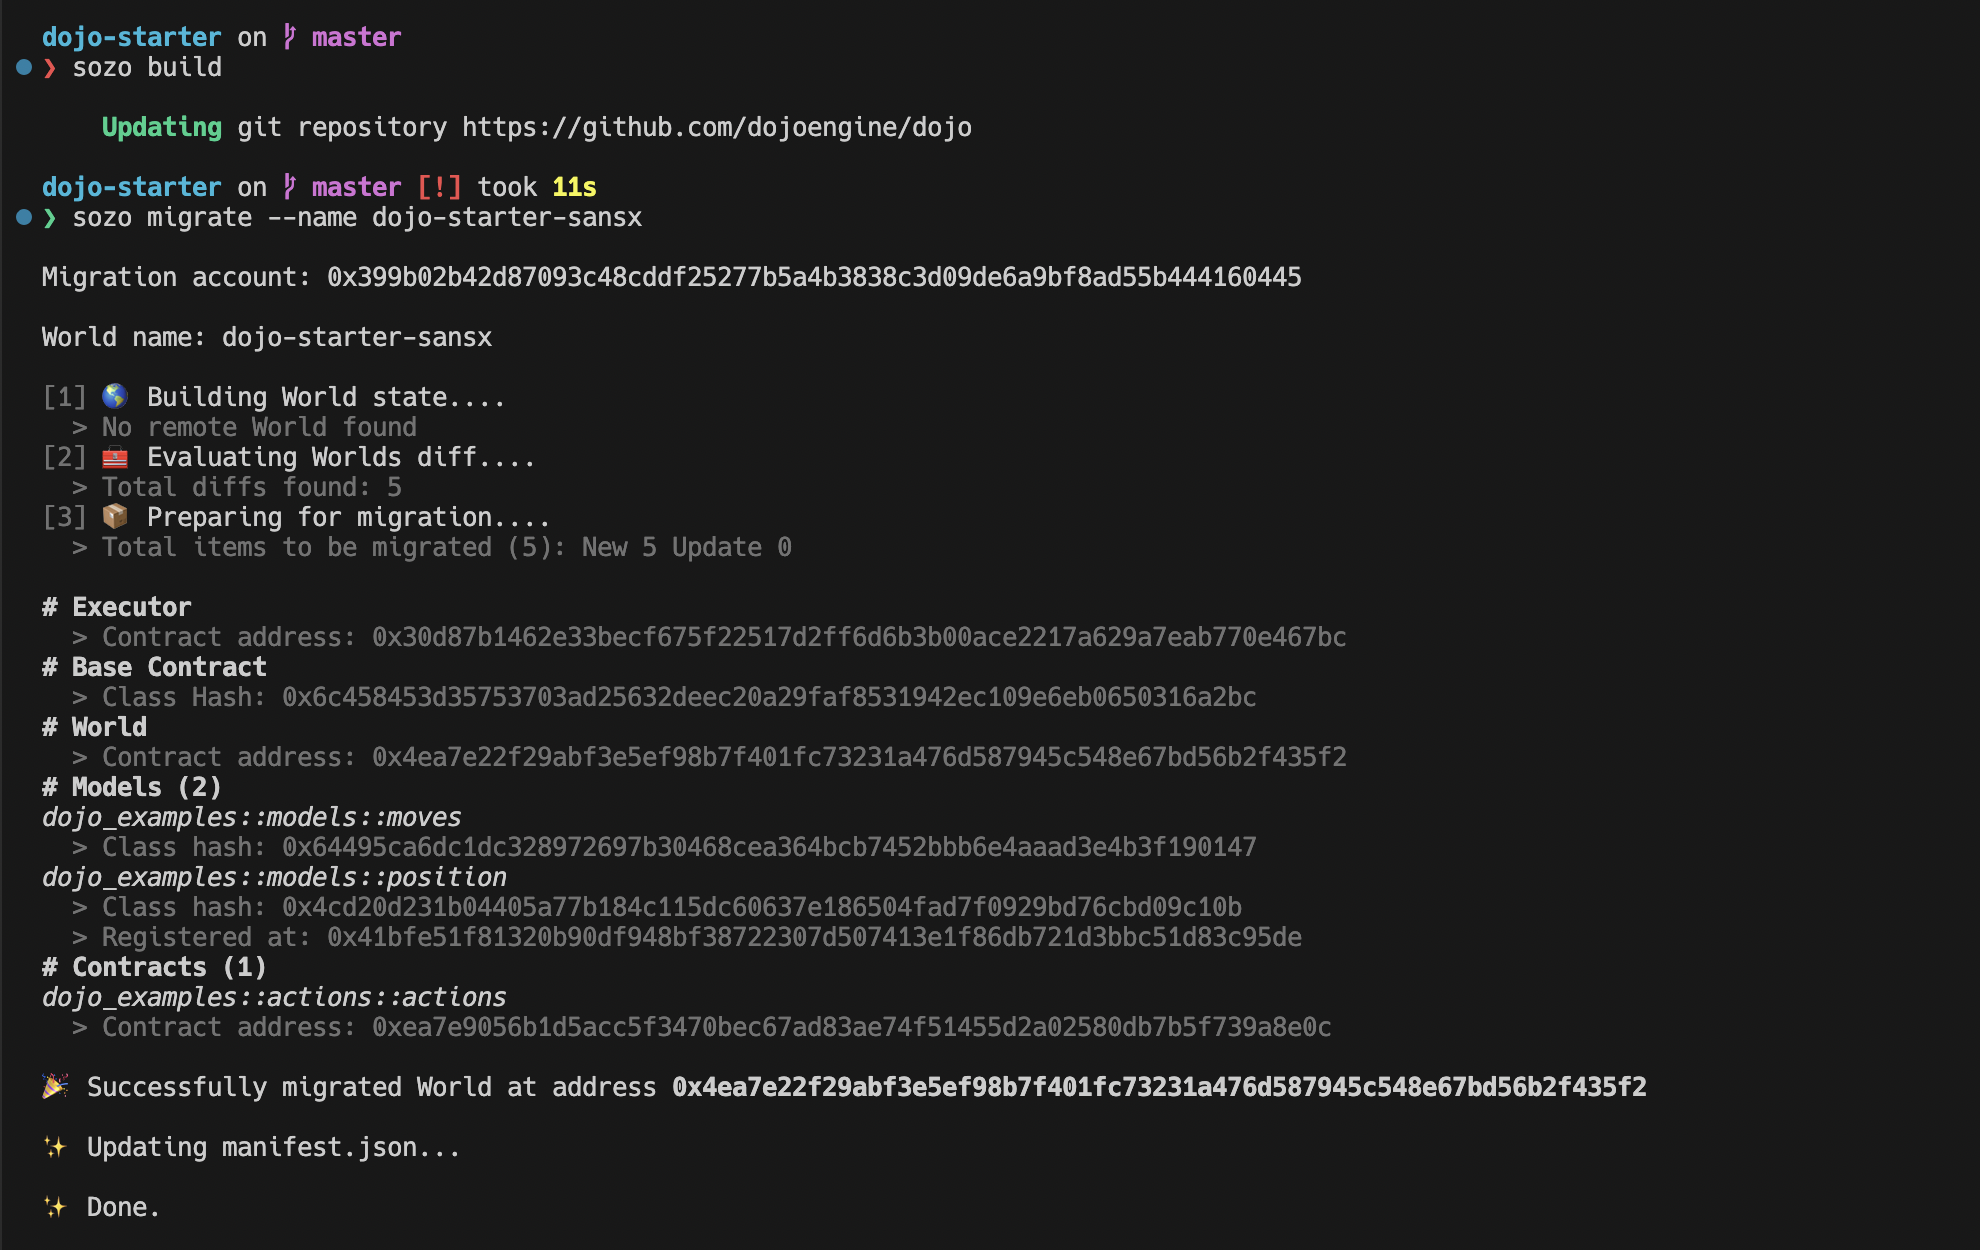 dojo-starter on master
❯ sozo build
Updating git repository https://github.com/dojoengine/dojo
dojo-starter on master [!] took 11s
❯ sozo migrate --name dojo-starter-sansx
Migration account: 0x399b02b42d87093c48cddf25277b5a4b3838c3d09de6a9bf8ad55b444160445
World name: dojo-starter-sansx
[1] 🌎 Building World state....
> No remote World found
[2] 🧰 Evaluating Worlds diff....
> Total diffs found: 5
[3] 📦 Preparing for migration....
> Total items to be migrated (5): New 5 Update 0
# Executor
> Contract address: 0x30d87b1462e33becf675f22517d2ff6d6b3b00ace2217a629a7eab770e467bc
# Base Contract
> Class Hash: 0x6c458453d35753703ad25632deec20a29faf8531942ec109e6eb0650316a2bc
# World
> Contract address: 0x4ea7e22f29abf3e5ef98b7f401fc73231a476d587945c548e67bd56b2f435f2
# Models (2)
dojo_examples::models::moves
> Class hash: 0x64495ca6dc1dc328972697b30468cea364bcb7452bbb6e4aaad3e4b3f190147
dojo_examples::models::position
> Class hash: 0x4cd20d231b04405a77b184c115dc60637e186504fad7f0929bd76cbd09c10b
> Registered at: 0x41bfe51f81320b90df948bf38722307d507413e1f86db721d3bbc51d83c95de
# Contracts (1)
dojo_examples::actions::actions
> Contract address: 0xea7e9056b1d5acc5f3470bec67ad83ae74f51455d2a02580db7b5f739a8e0c
🎉 Successfully migrated World at address 0x4ea7e22f29abf3e5ef98b7f401fc73231a476d587945c548e67bd56b2f435f2
✨ Updating manifest.json...
✨ Done.